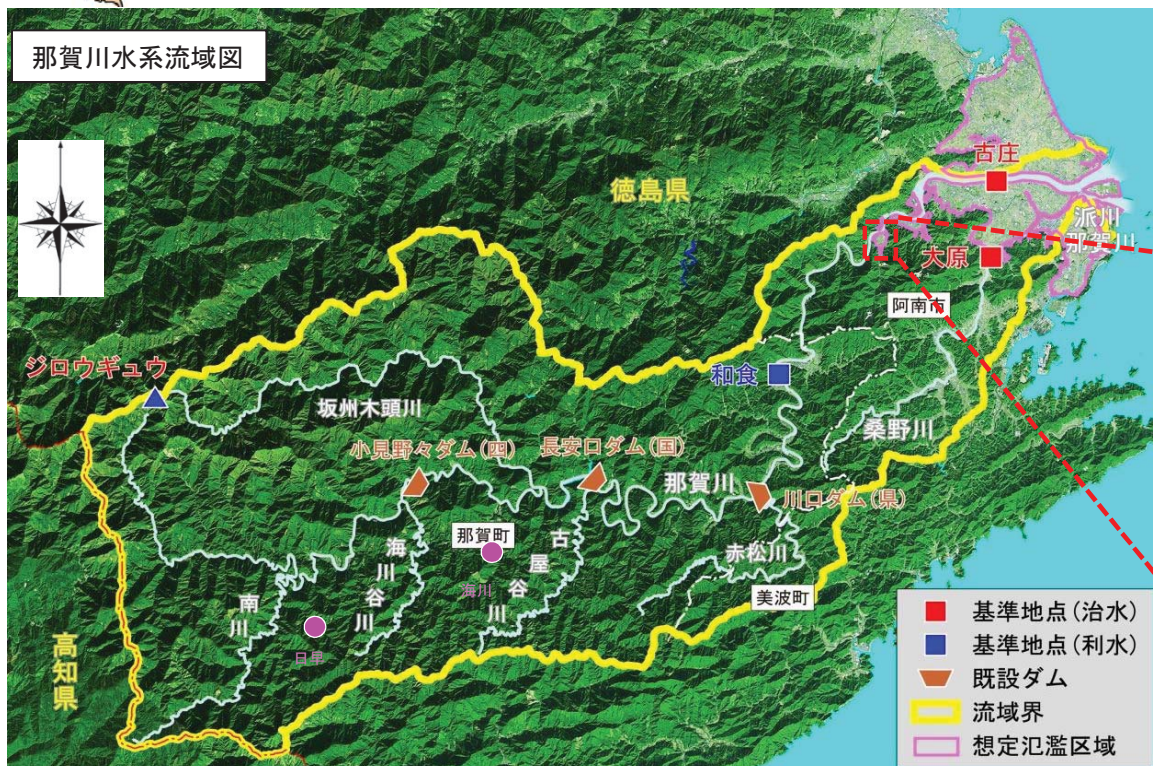 那賀川水系流域図
徳島県
古庄
派川
那賀川
大原
阿南市
ジロウギュウ
和食
坂州木頭川
桑野川
小見野々ダム(四)
長安口ダム(国)
那賀川
川口ダム(県)
那賀町
海川谷川
古屋谷川
赤松川
海川
美波町
南川
日早
高知県
基準地点(治水)
基準地点(利水)
既設ダム
流域界
想定氾濫区域